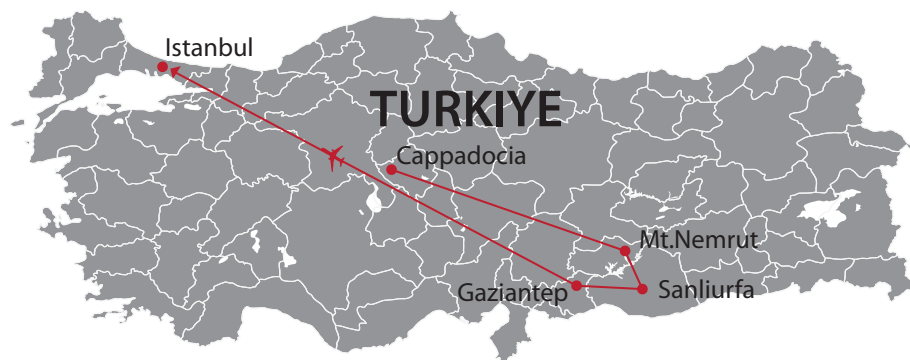 Istanbul
TURKIYE
Cappadocia
Mt.Nemrut
Gaziantep
Sanliurfa